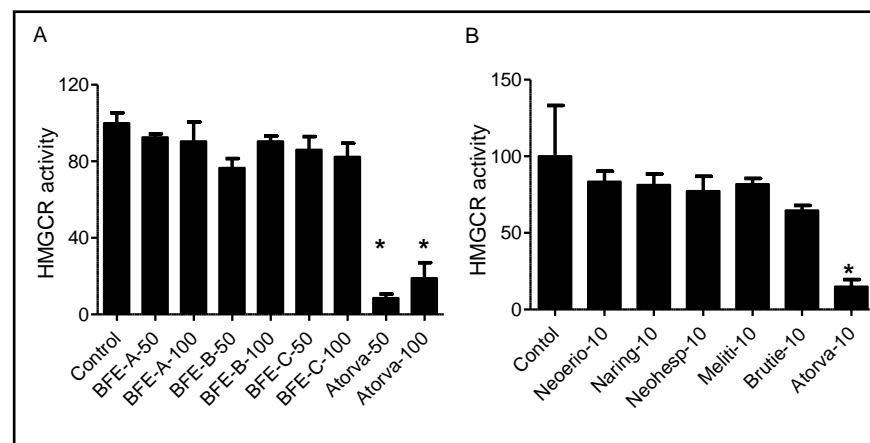 A
HMGCR activity
120
80
40
0
*
*
Control
BFE-A-50
BFE-A-100
BFE-B-50
BFE-B-100
BFE-C-50
BFE-C-100
Atorva-50
Atorva-100
B
HMGCR activity
150
100
50
0
*
Contol
Neoerio-10
Naring-10
Neohesp-10
Meliti-10
Brutie-10
Atorva-10